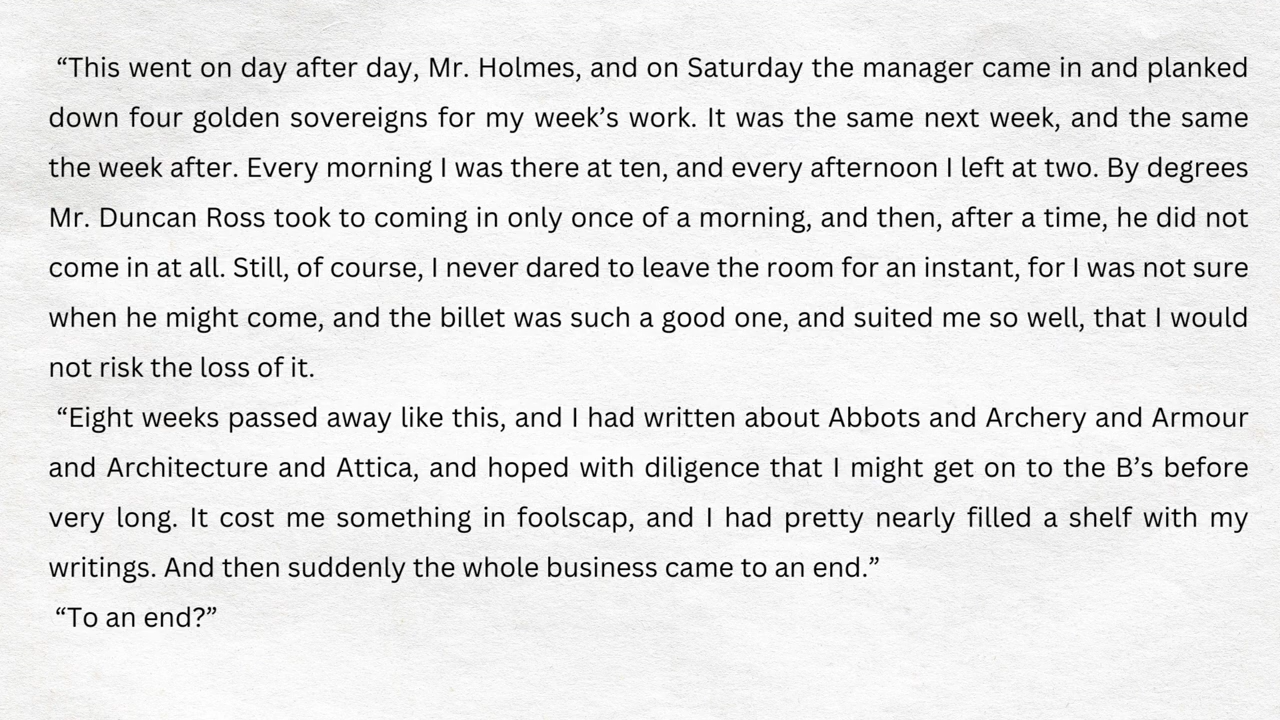 “This went on day after day, Mr. Holmes, and on Saturday the manager came in and planked
down four golden sovereigns for my week’s work. It was the same next week, and the same
the week after. Every morning I was there at ten, and every afternoon I left at two. By degrees
Mr. Duncan Ross took to coming in only once of a morning, and then, after a time, he did not
come in at all. Still, of course, I never dared to leave the room for an instant, for I was not sure
when he might come, and the billet was such a good one, and suited me so well, that I would
not risk the loss of it.
“Eight weeks passed away like this, and I had written about Abbots and Archery and Armour
and Architecture and Attica, and hoped with diligence that I might get on to the B’s before
very long. It cost me something in foolscap, and I had pretty nearly filled a shelf with my
writings. And then suddenly the whole business came to an end.”
“To an end?”